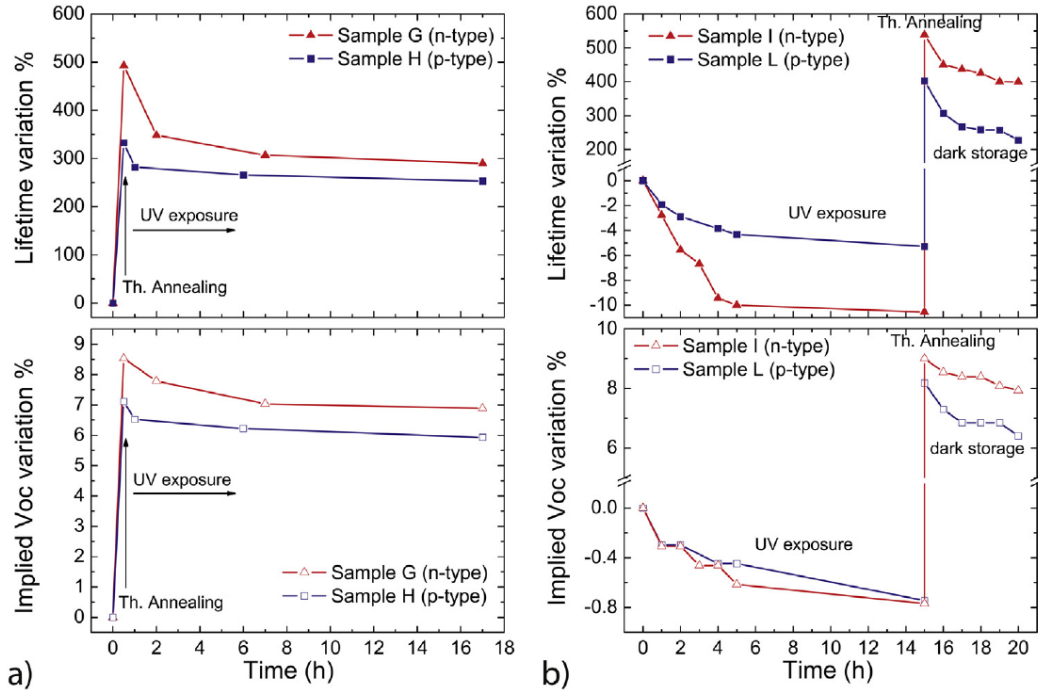 600
500
400
300
200
100
0
Lifetime variation %
Sample G (n-type)
Sample H (p-type)
UV exposure
Th. Annealing
9
8
7
6
5
4
3
2
1
0
Implied Voc variation %
UV exposure
Th. Annealing
Sample G (n-type)
Sample H (p-type)
0 2 4 6 8 10 12 14 16 18
Time (h)
a)
600
550
500
400
300
200
0
-2
-4
-6
-8
-10
Lifetime variation %
Th. Annealing
Sample I (n-type)
Sample L (p-type)
dark storage
UV exposure
10
8
6
0.0
-0.4
-0.8
Implied Voc variation %
Sample I (n-type)
Sample L (p-type)
Th. Annealing
dark storage
UV exposure
0 2 4 6 8 10 12 14 16 18 20
Time (h)
b)